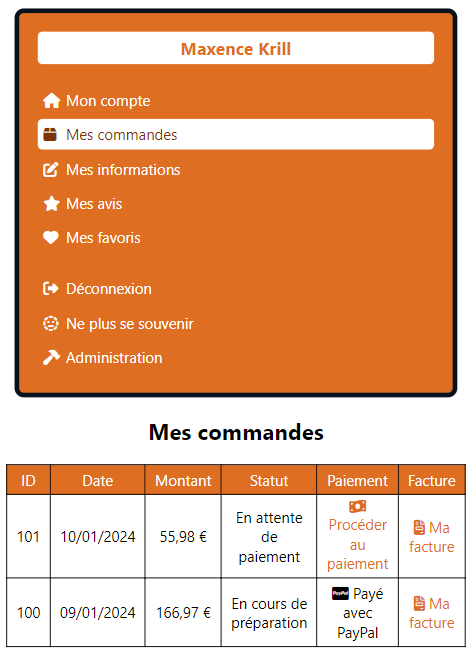 Maxence Krill
Mon compte
Mes commandes
Mes informations
Mes avis
Mes favoris
Déconnexion
Ne plus se souvenir
Administration
Mes commandes
ID Date Montant Statut Paiement Facture
101 10/01/2024 55,98 € En attente de paiement Procéder au paiement Ma facture
100 09/01/2024 166,97 € En cours de préparation PayPal Payé avec PayPal Ma facture